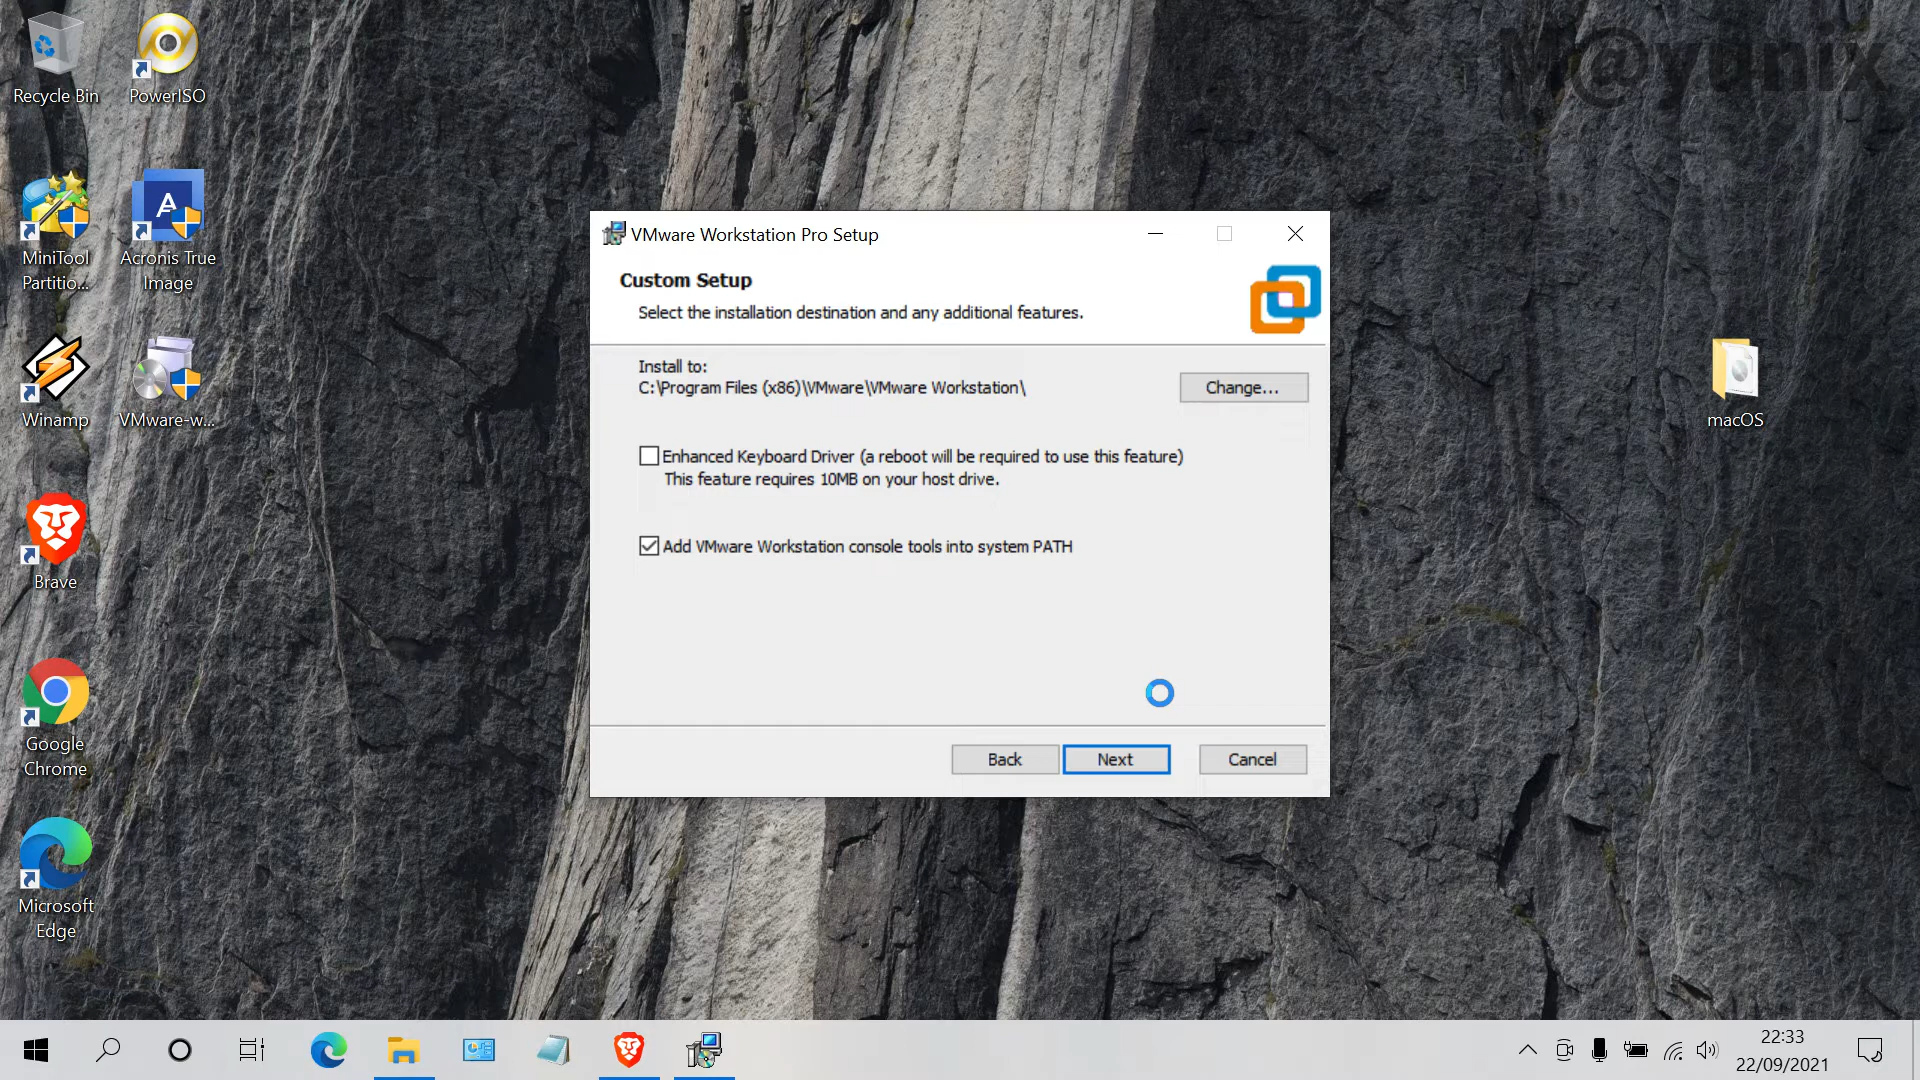 M@yunix
Recycle Bin
PowerISO
MiniTool
Partitio...
Acronis True
Image
Winamp
VMware-w...
Brave
Google
Chrome
Microsoft
Edge
VMware Workstation Pro Setup
Custom Setup
Select the installation destination and any additional features.
Install to:
C:\Program Files (x86)\VMware\VMware Workstation\
Change...
Enhanced Keyboard Driver (a reboot will be required to use this feature)
This feature requires 10MB on your host drive.
Add VMware Workstation console tools into system PATH
Back
Next
Cancel
macOS
22:33
22/09/2021